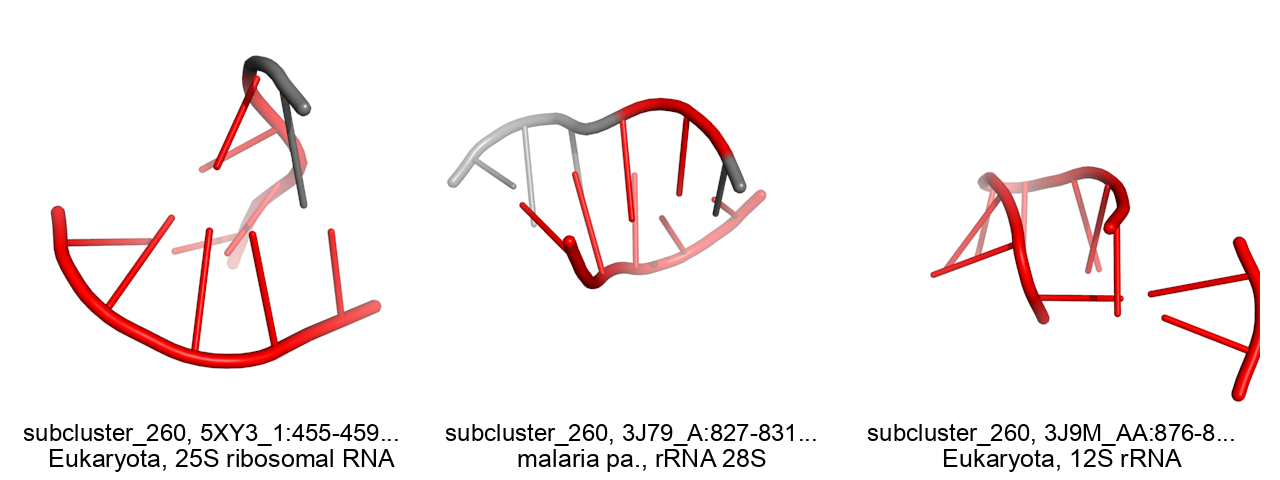 subcluster_260, 5XY3_1:455-459...
Eukaryota, 25S ribosomal RNA
subcluster_260, 3J79_A:827-831...
malaria pa., rRNA 28S
subcluster_260, 3J9M_AA:876-8...
Eukaryota, 12S rRNA